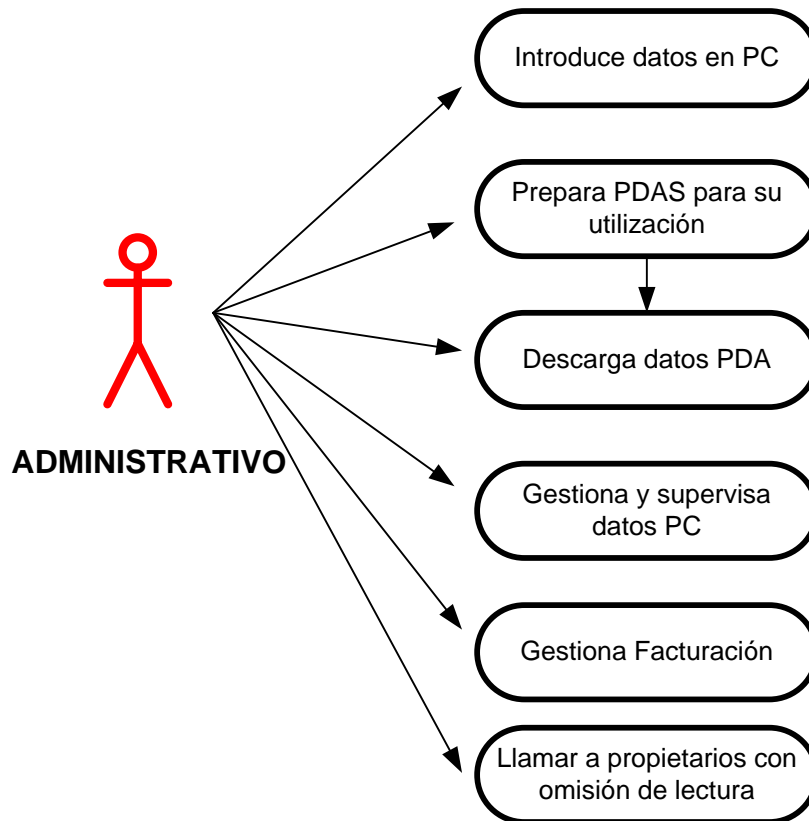 Introduce datos en PC
Prepara PDAS para su
utilización
Descarga datos PDA
ADMINISTRATIVO
Gestiona y supervisa
datos PC
Gestiona Facturación
Llamar a propietarios con
omisión de lectura